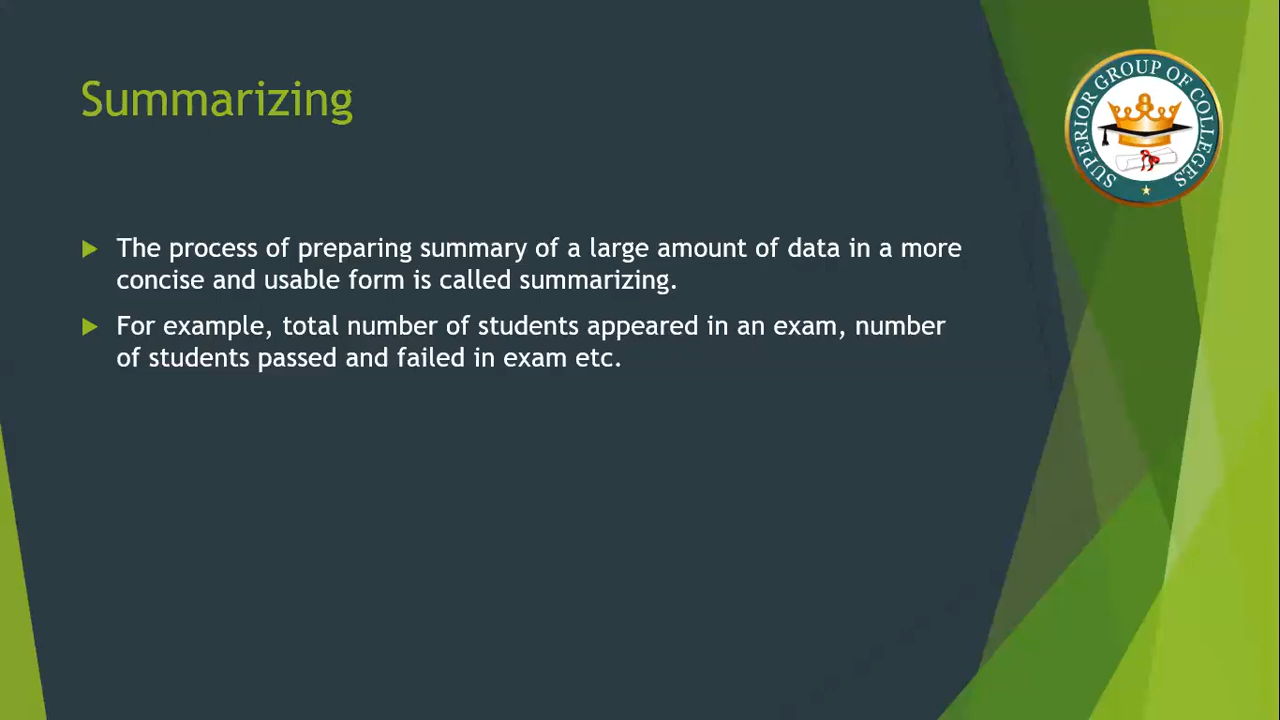 Summarizing
SUPERIOR GROUP OF COLLEGES
The process of preparing summary of a large amount of data in a more
concise and usable form is called summarizing.
For example, total number of students appeared in an exam, number
of students passed and failed in exam etc.